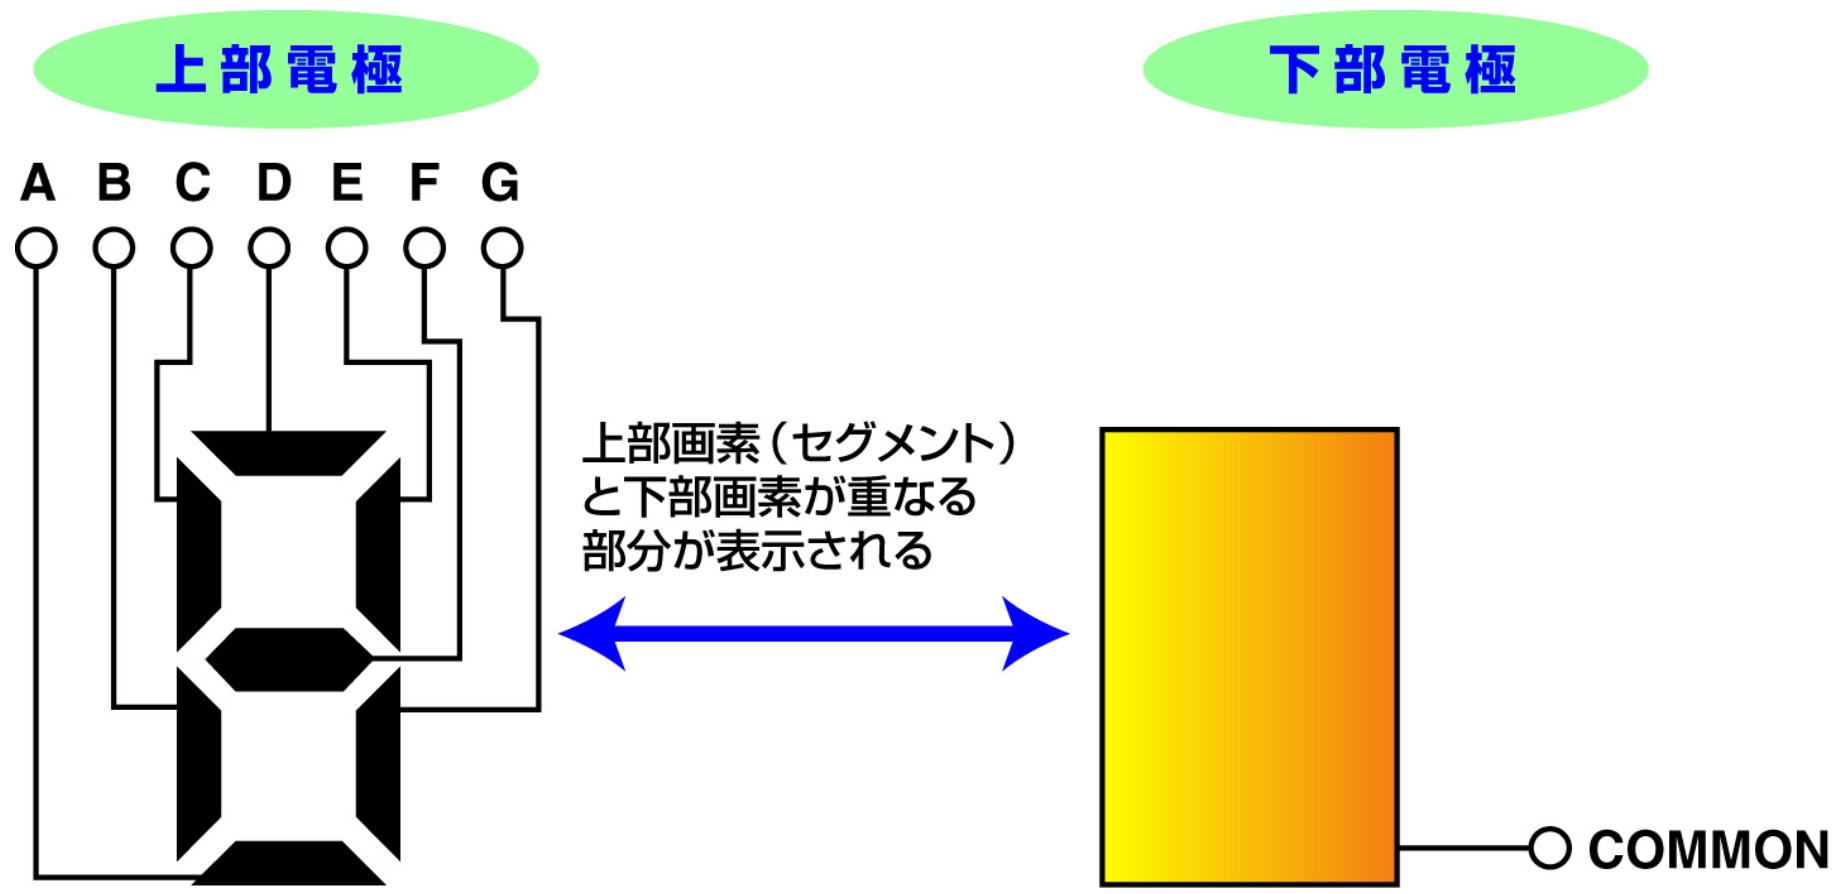 上部電極
下部電極
A B C D E F G
上部画素（セグメント）
と下部画素が重なる
部分が表示される
COMMON